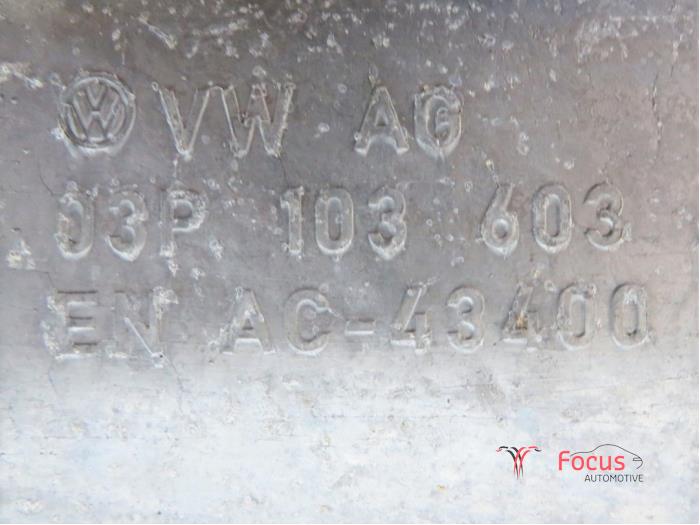 VW AG
03P 103 603
EN AC-43400
Focus
AUTOMOTIVE